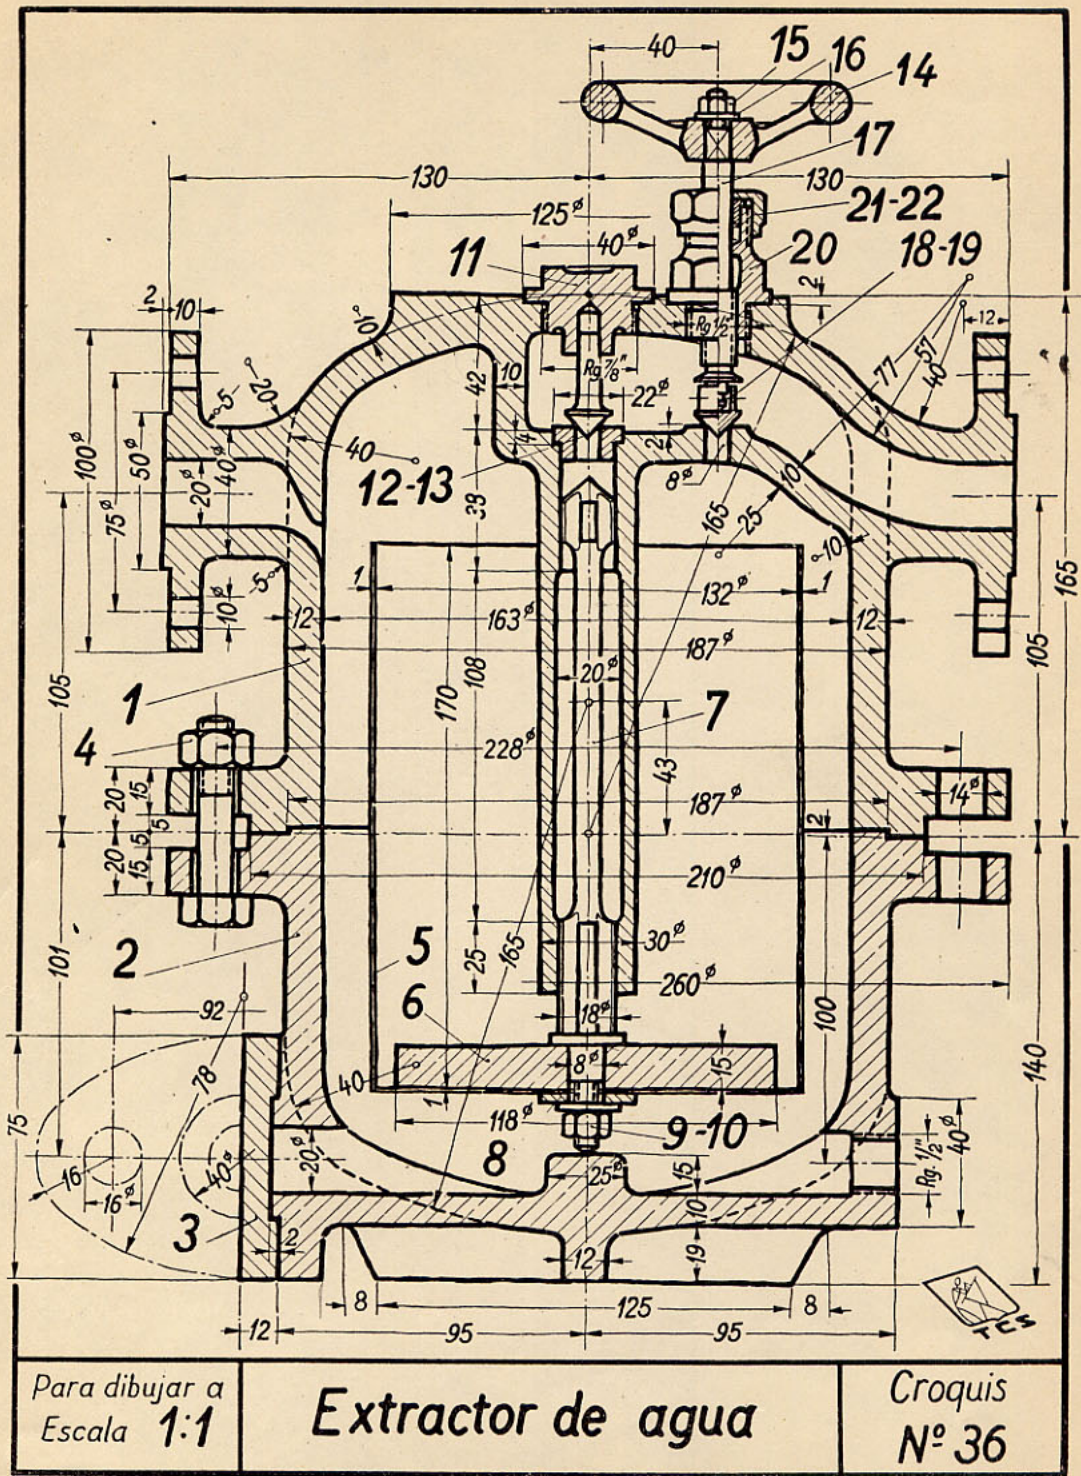 40 15 16 14
17
130 130
125ø 21-22
40ø
11 20 18-19
2 10 2
12
10 Rg.1/2"
Rg.7/8"
10 42 22ø 77 57 40
5 20
100ø 50ø 40 4 2
75ø 20ø 40ø 12-13 8ø 10
38 165 25
10
5 10ø 1 132ø 1
12 163ø 12 165
187ø 105
105 1 170 108 20ø 7
4 228ø 43
20 15 187ø 14ø
5 5 2
20 15 210ø
101 2 5 25 165 30ø
6 260ø
92 18ø 100
78 40 8ø 15 140
75 1 118ø 9-10
16 40ø 20ø 8 25ø 15 Rg.1/2" 40ø
16ø
3 2 10
12 19
8 125 8
12 95 95
TCS
Para dibujar a
Escala 1:1
Extractor de agua
Croquis
Nº 36